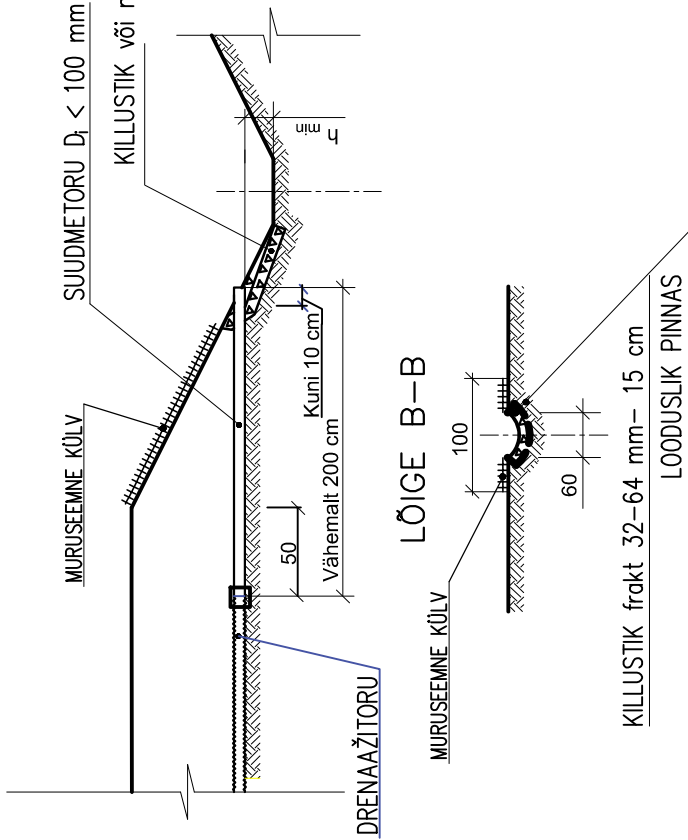 SUUDMETORU Dᵢ < 100 mm
KILLUSTIK või
MURUSEEMNE KÜLV
h min
Kuni 10 cm
50
Vähemalt 200 cm
DRENAAŽITORU
LÕIGE B-B
100
MURUSEEMNE KÜLV
60
KILLUSTIK frakt 32-64 mm- 15 cm
LOODUSLIK PINNAS